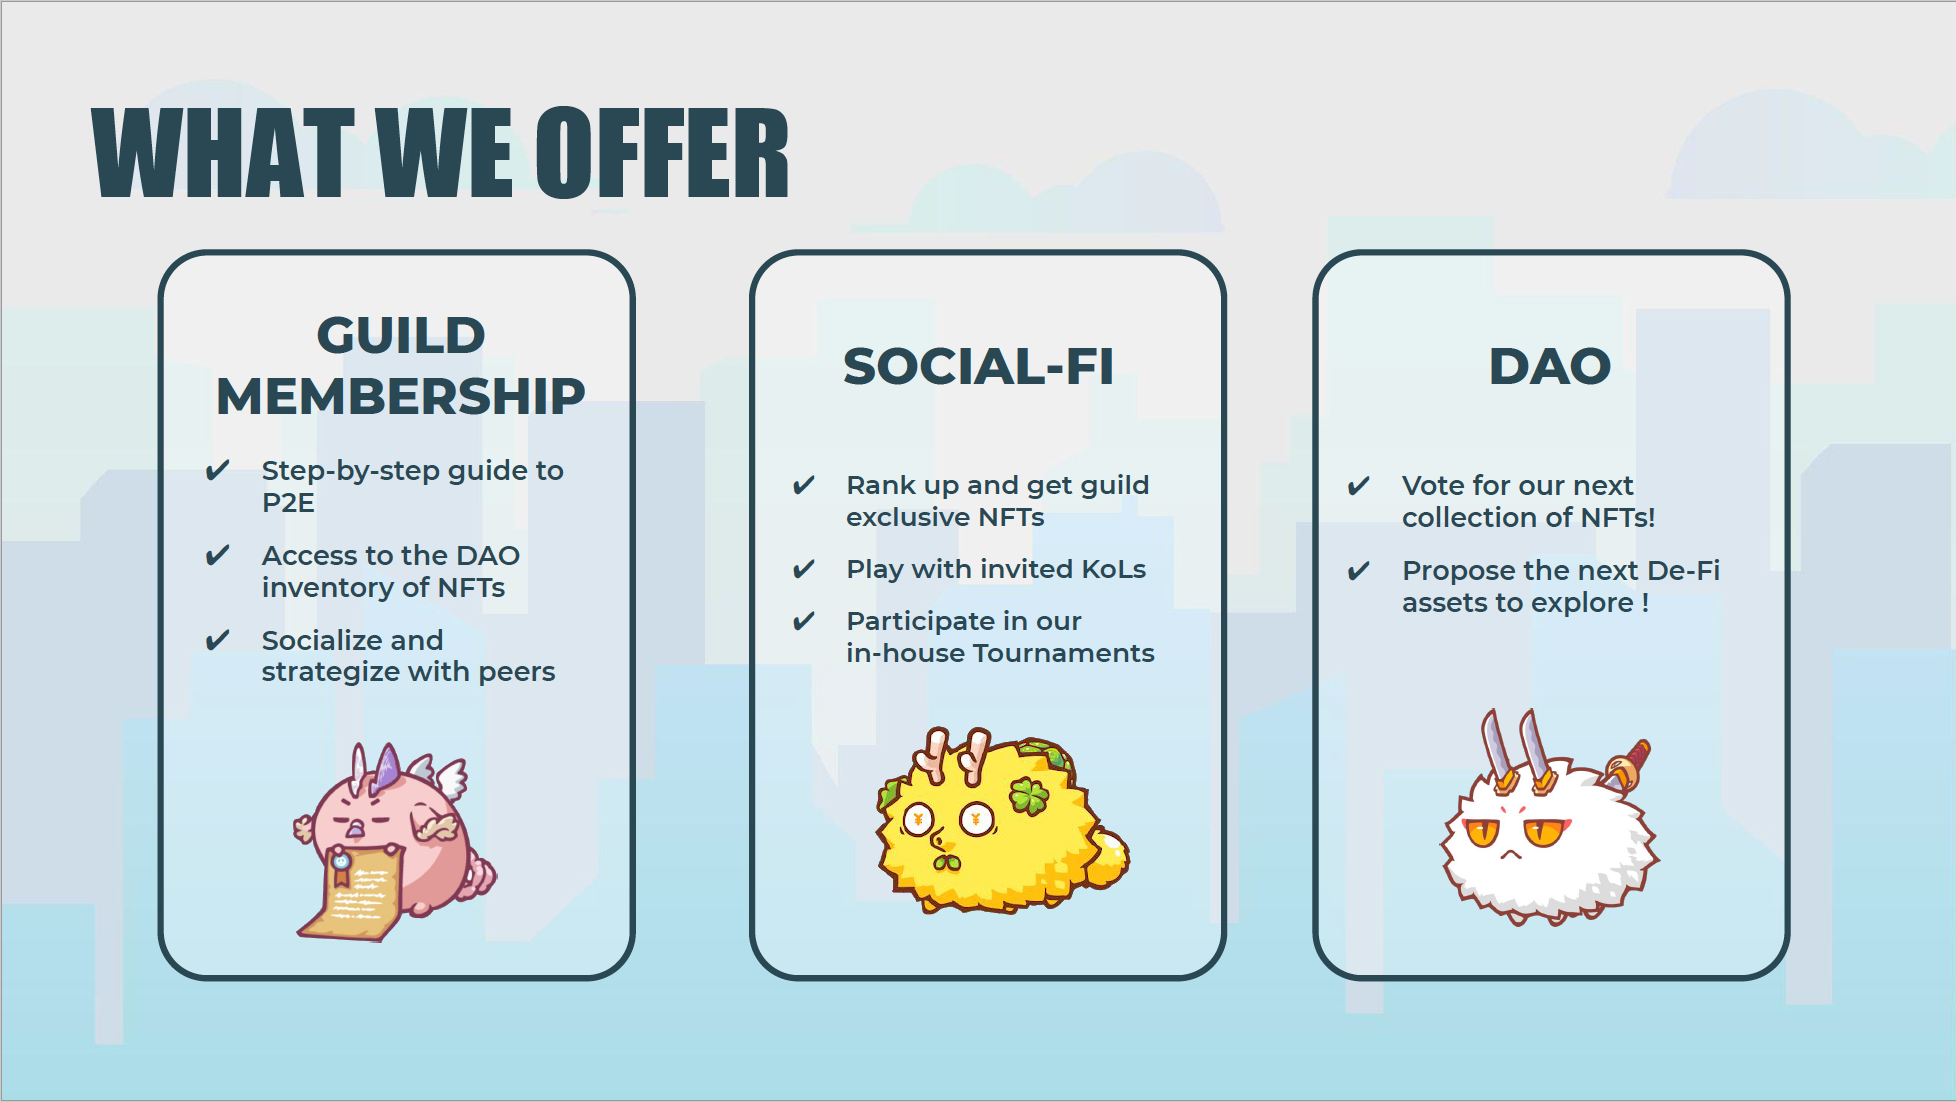 WHAT WE OFFER
GUILD
MEMBERSHIP
✔ Step-by-step guide to
P2E
✔ Access to the DAO
inventory of NFTs
✔ Socialize and
strategize with peers
SOCIAL-FI
✔ Rank up and get guild
exclusive NFTs
✔ Play with invited KoLs
✔ Participate in our
in-house Tournaments
¥ ¥
DAO
✔ Vote for our next
collection of NFTs!
✔ Propose the next De-Fi
assets to explore !